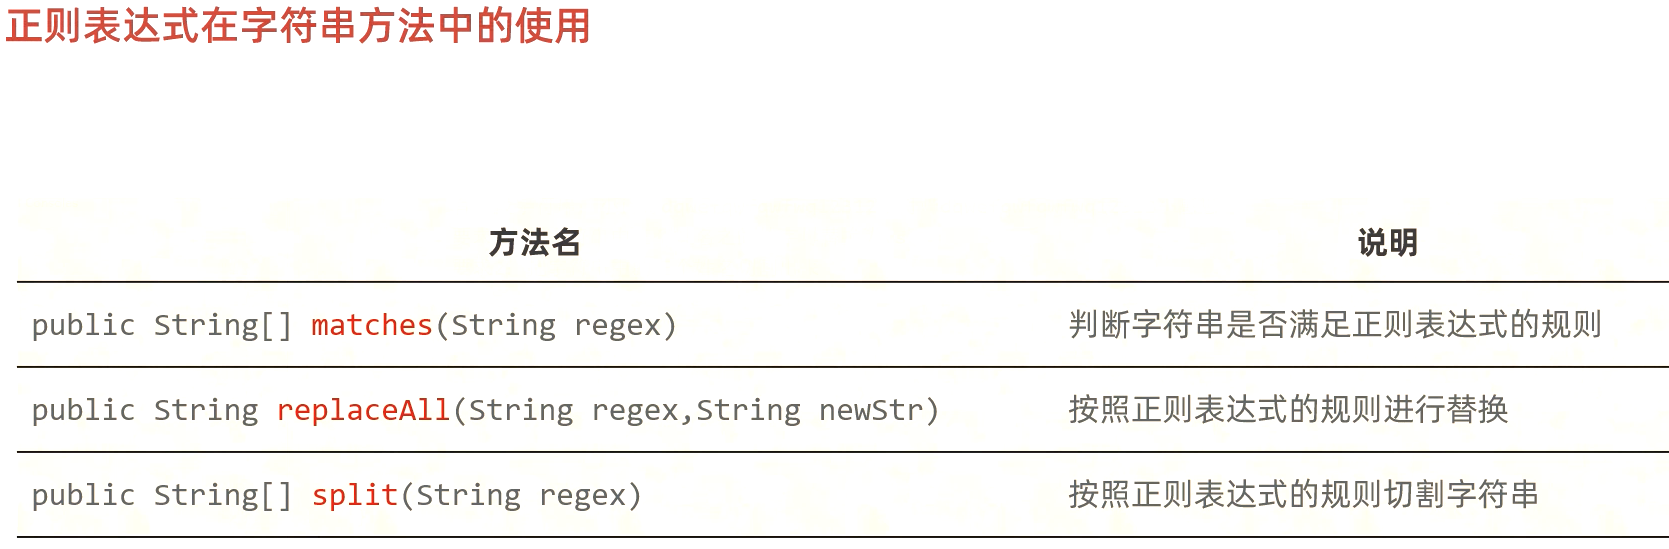 正则表达式在字符串方法中的使用
方法名 说明
public String[] matches(String regex) 判断字符串是否满足正则表达式的规则
public String replaceAll(String regex,String newStr) 按照正则表达式的规则进行替换
public String[] split(String regex) 按照正则表达式的规则切割字符串